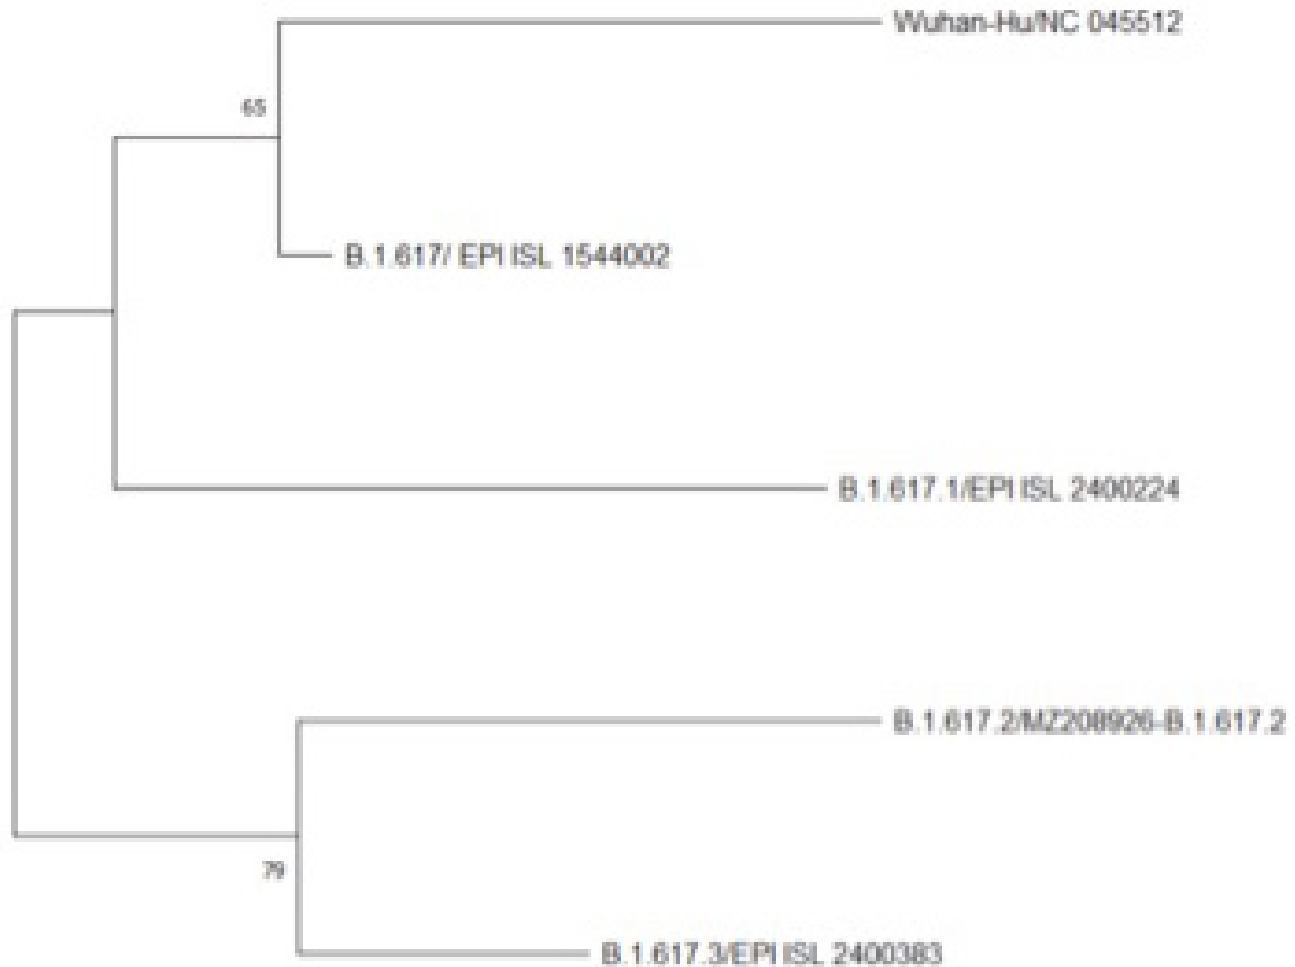 Wuhan-Hu/NC 045512
65
B.1.617/ EPI ISL 1544002
B.1.617.1/EPI ISL 2400224
B.1.617.2/MZ208926-B.1.617.2
79
B.1.617.3/EPI ISL 2400383